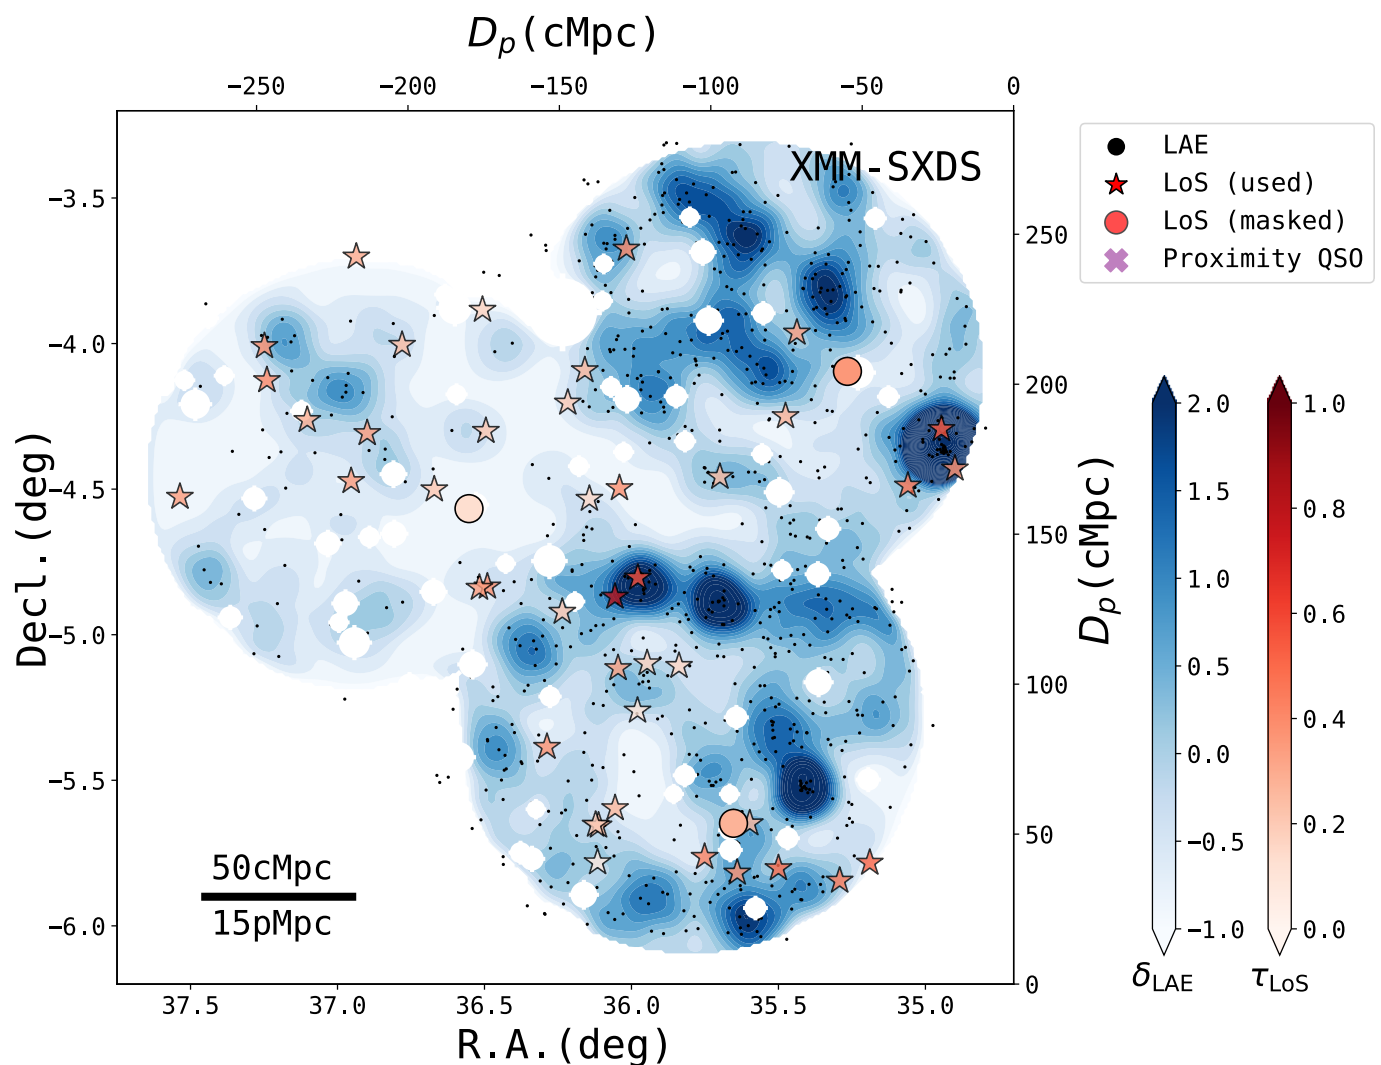 D_p(cMpc)
−250 −200 −150 −100 −50 0
XMM-SXDS
−3.5
−4.0
−4.5
−5.0
−5.5
−6.0
Decl.(deg)
250
200
150
100
50
0
D_p(cMpc)
50cMpc
15pMpc
37.5 37.0 36.5 36.0 35.5 35.0
R.A.(deg)
LAE
LoS (used)
LoS (masked)
Proximity QSO
2.0
1.5
1.0
0.5
0.0
−0.5
−1.0
δ_LAE
1.0
0.8
0.6
0.4
0.2
0.0
τ_LoS